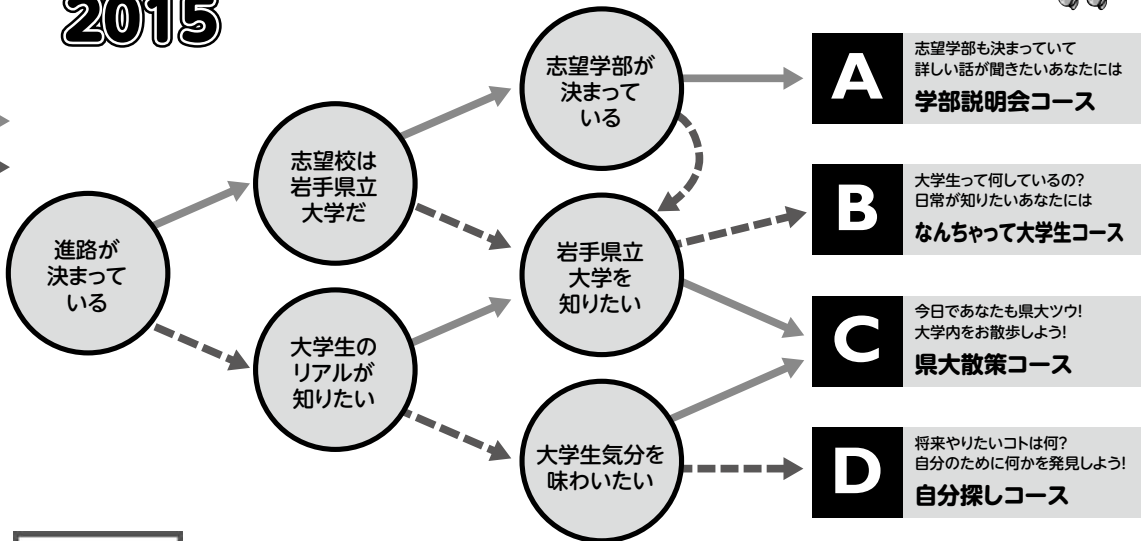 2015
進路が
決まって
いる
志望校は
岩手県立
大学だ
大学生の
リアルが
知りたい
志望学部が
決まって
いる
岩手県立
大学を
知りたい
大学生気分を
味わいたい
A
志望学部も決まっていて
詳しい話が聞きたいあなたには
学部説明会コース
B
大学生って何しているの?
日常が知りたいあなたには
なんちゃって大学生コース
C
今日であなたも県大ツウ!
大学内をお散歩しよう!
県大散策コース
D
将来やりたいコトは何?
自分のために何かを発見しよう!
自分探しコース